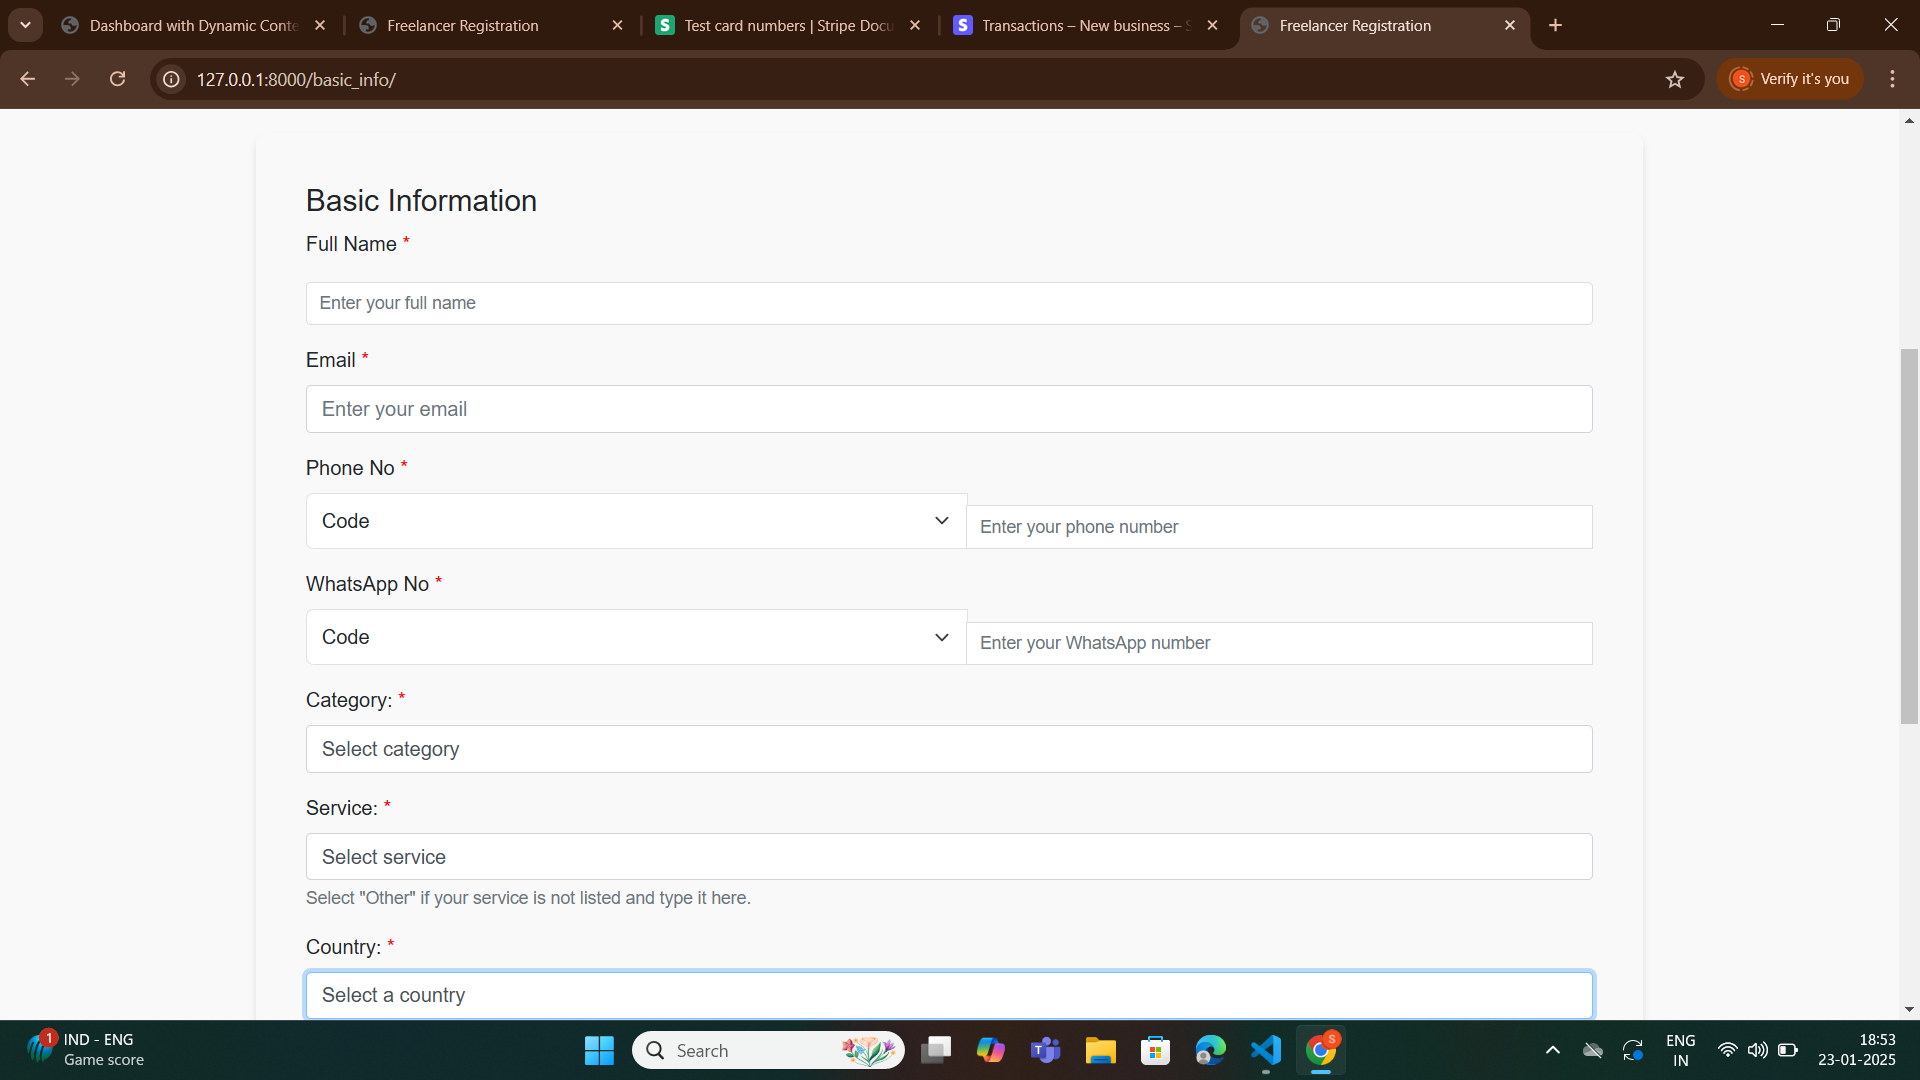 Dashboard with Dynamic Conte
Freelancer Registration
S
Test card numbers | Stripe Docu
S
Transactions – New business – S
Freelancer Registration
127.0.0.1:8000/basic_info/
S
Verify it's you
Basic Information
Full Name *
Enter your full name
Email *
Enter your email
Phone No *
Code
Enter your phone number
WhatsApp No *
Code
Enter your WhatsApp number
Category: *
Select category
Service: *
Select service
Select "Other" if your service is not listed and type it here.
Country: *
Select a country
1
IND - ENG
Game score
Search
T
S
ENG
IN
18:53
23-01-2025